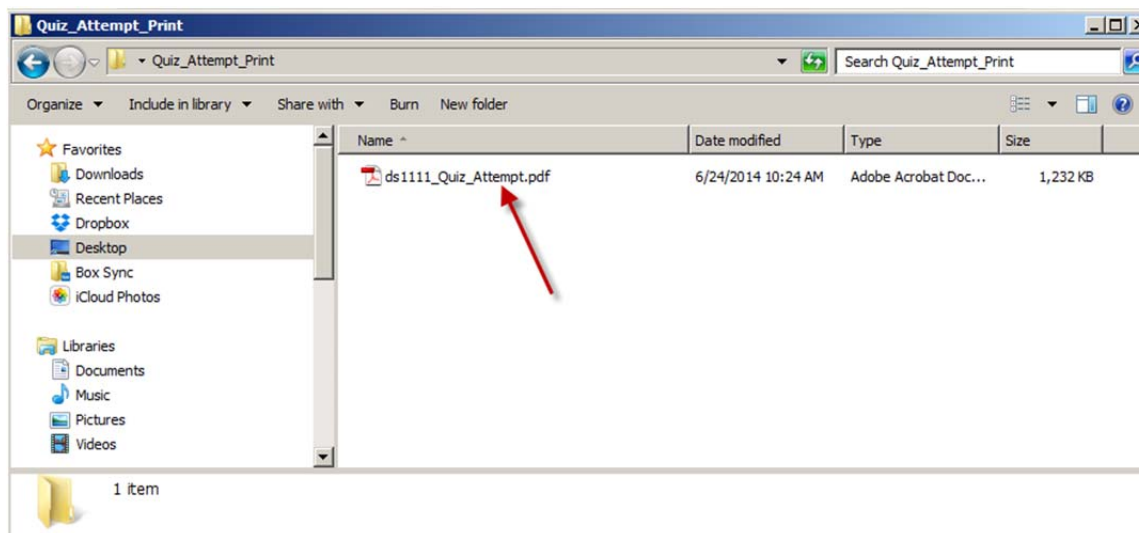 Quiz_Attempt_Print
Quiz_Attempt_Print
Search Quiz_Attempt_Print
Organize Include in library Share with Burn New folder
Favorites
Downloads
Recent Places
Dropbox
Desktop
Box Sync
iCloud Photos
Libraries
Documents
Music
Pictures
Videos
Name Date modified Type Size
ds1111_Quiz_Attempt.pdf 6/24/2014 10:24 AM Adobe Acrobat Doc... 1,232 KB
1 item